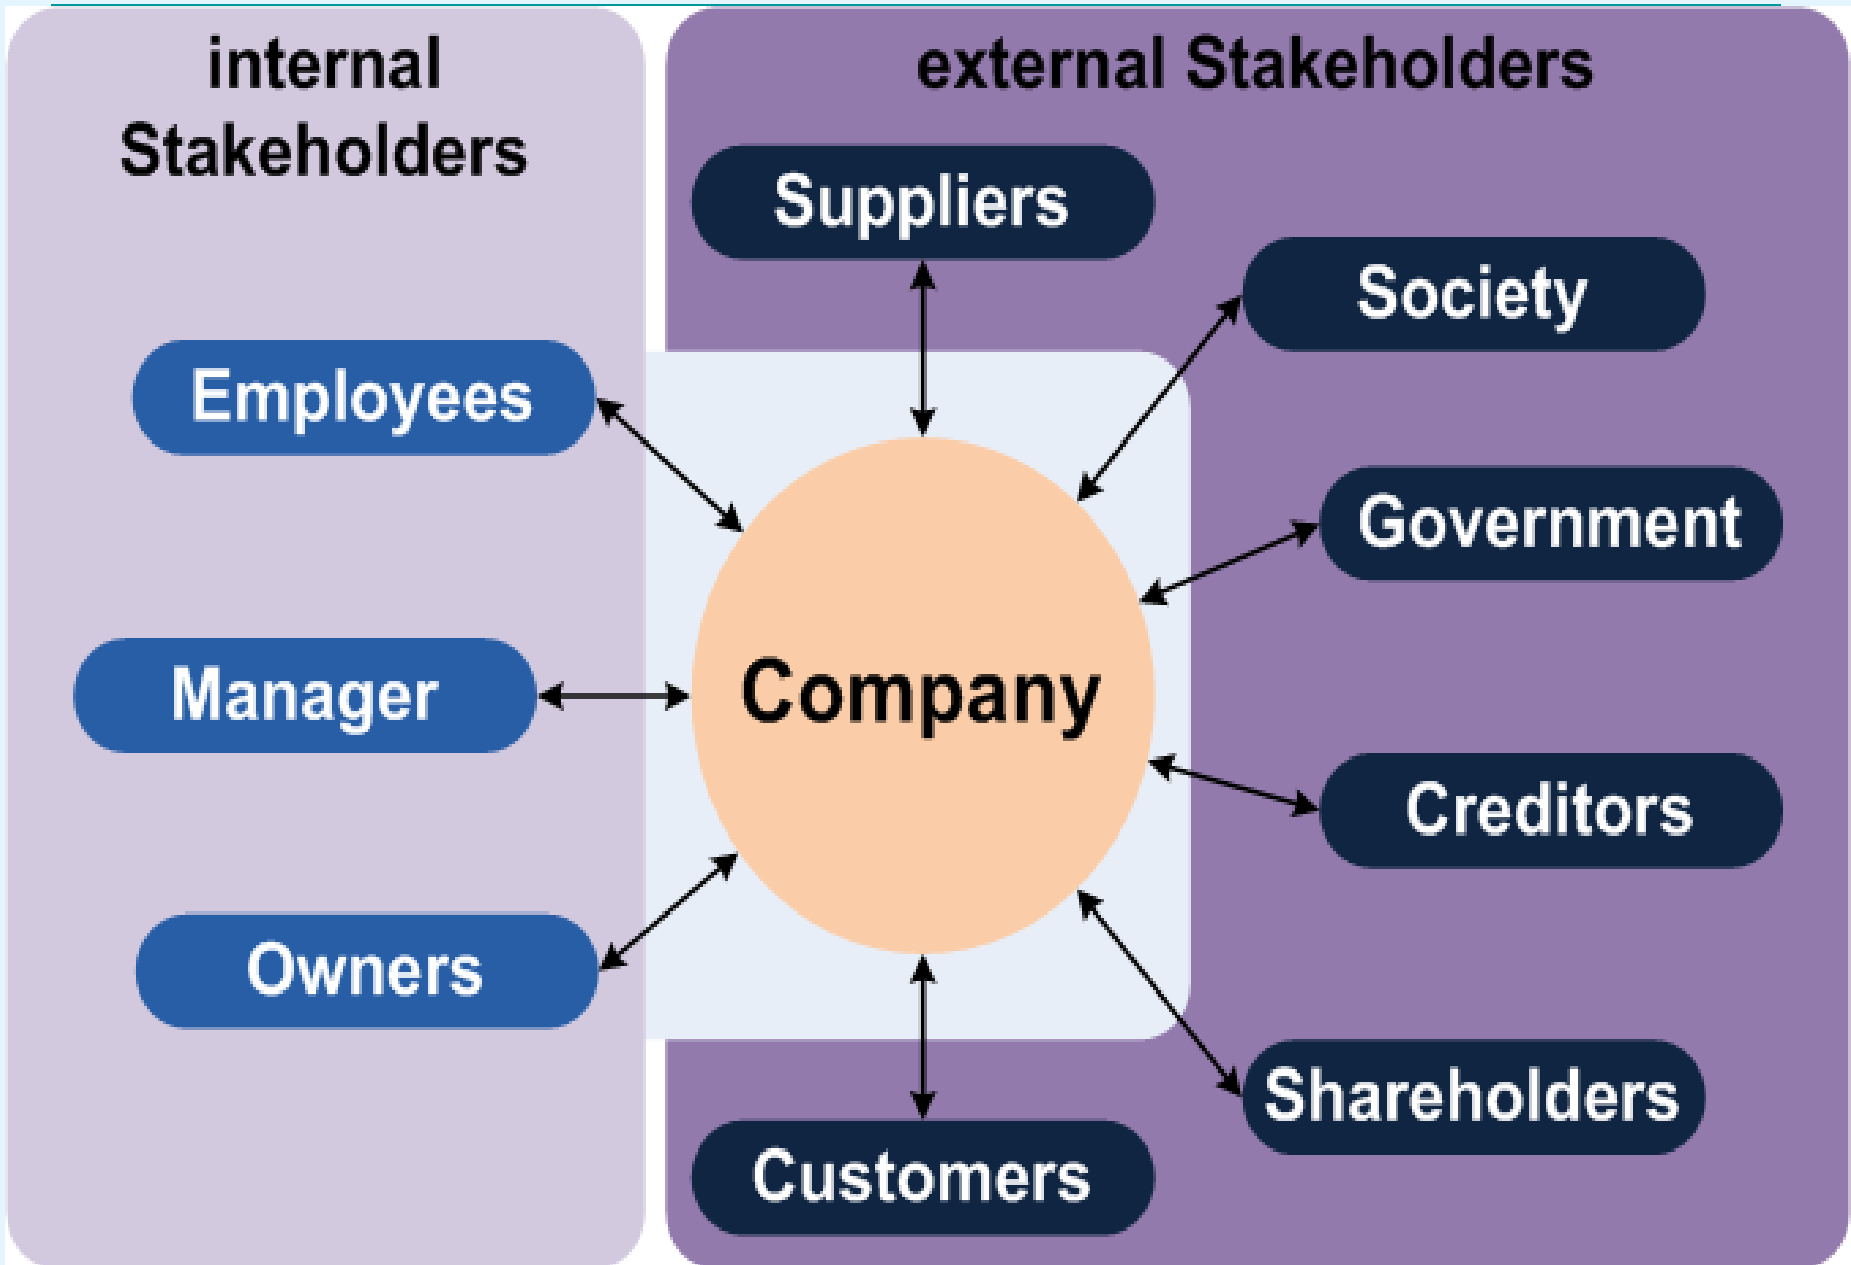 internal
Stakeholders
external Stakeholders
Suppliers
Society
Employees
Government
Manager
Company
Creditors
Owners
Shareholders
Customers